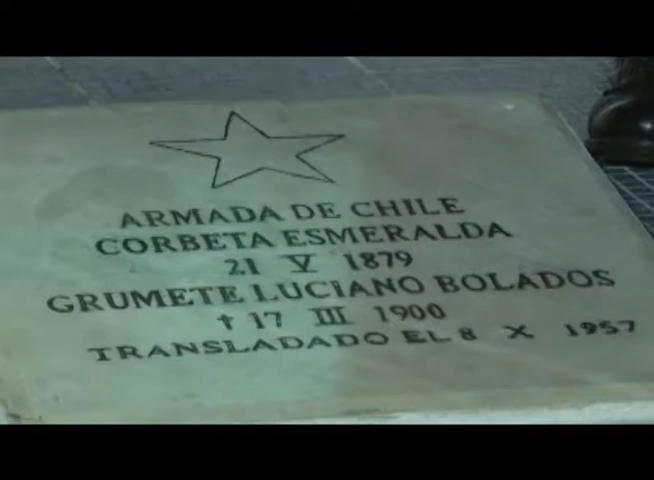 ARMADA DE CHILE
CORBETA ESMERALDA
21 V 1879
GRUMETE LUCIANO BOLADOS
† 17 III 1900
TRANSLADADO EL 8 X 1957